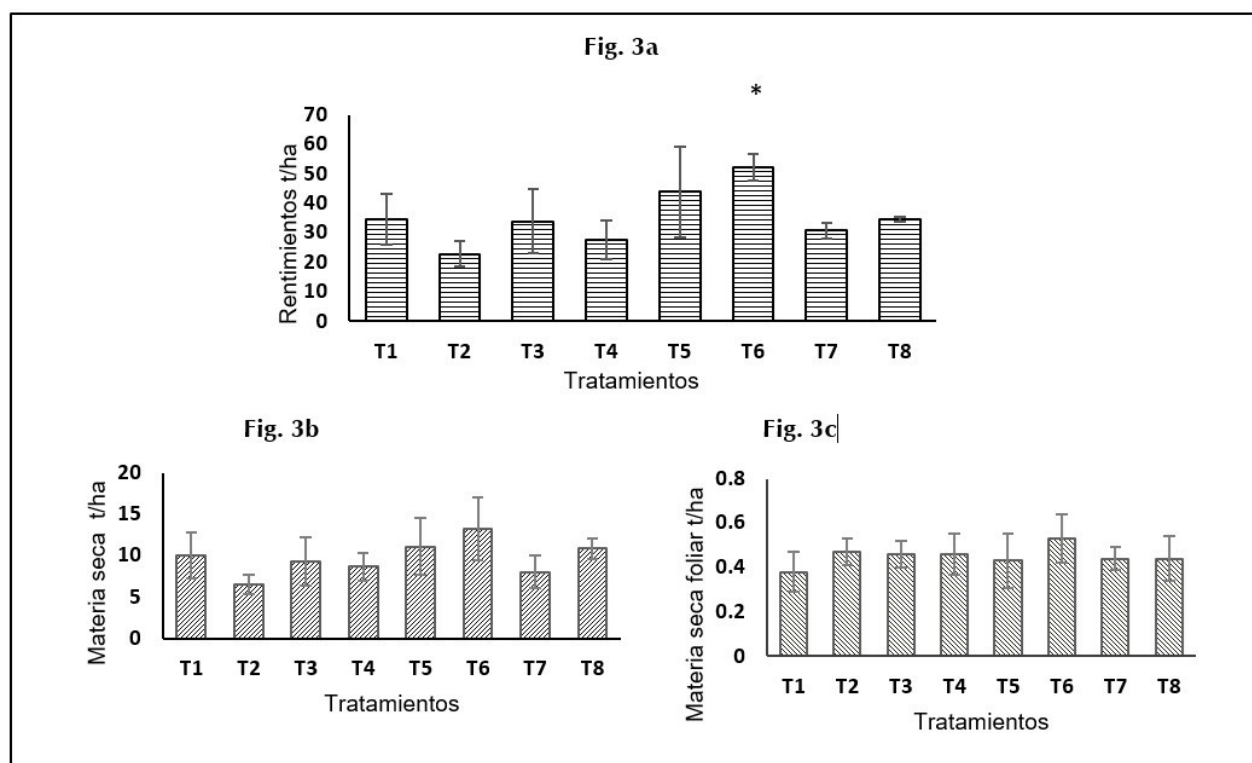 Fig. 3a
*
Rentimientos t/ha
70
60
50
40
30
20
10
0
T1 T2 T3 T4 T5 T6 T7 T8
Tratamientos
Fig. 3b
Materia seca t/ha
20
15
10
5
0
T1 T2 T3 T4 T5 T6 T7 T8
Tratamientos
Fig. 3c
Materia seca foliar t/ha
0.8
0.6
0.4
0.2
0
T1 T2 T3 T4 T5 T6 T7 T8
Tratamientos